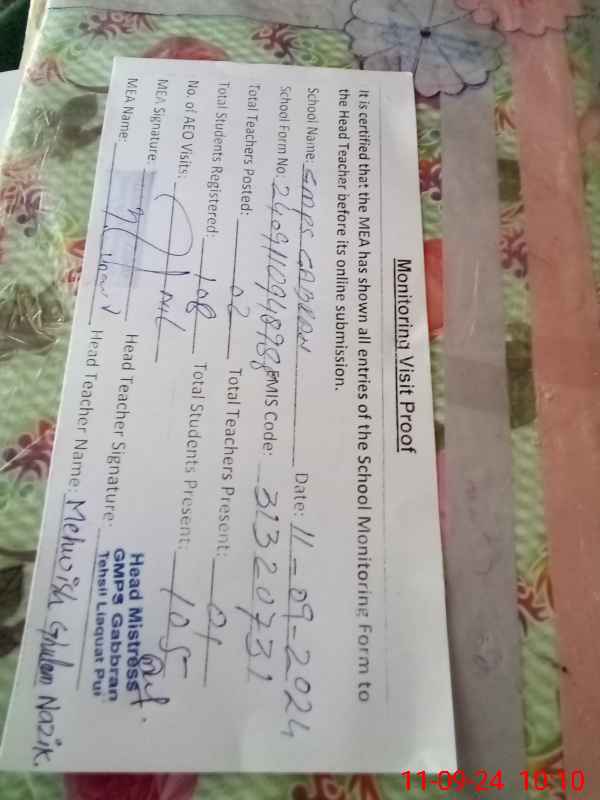 Monitoring Visit Proof
It is certified that the MEA has shown all entries of the School Monitoring Form to
the Head Teacher before its online submission.
School Name: GMPS GABBRAN Date: 11-09-2024
School Form No: EMIS Code: 31320731
Total Teachers Posted: 02 Total Teachers Present: 01
Total Students Registered: 108 Total Students Present: 105
No. of AEO Visits:
MEA Signature: Head Teacher Signature:
MEA Name: Head Teacher Name: Mehwish Ghulam Nazik.
Head Mistress
GMPS Gabbran
Tehsil Liaquat Pur
11-09-24 10:10